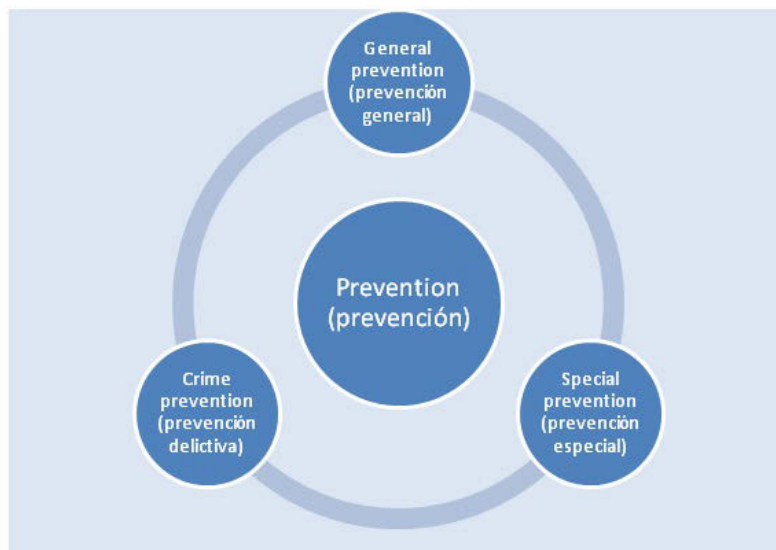 General
prevention
(prevención
general)
Prevention
(prevención)
Crime
prevention
(prevención
delictiva)
Special
prevention
(prevención
especial)